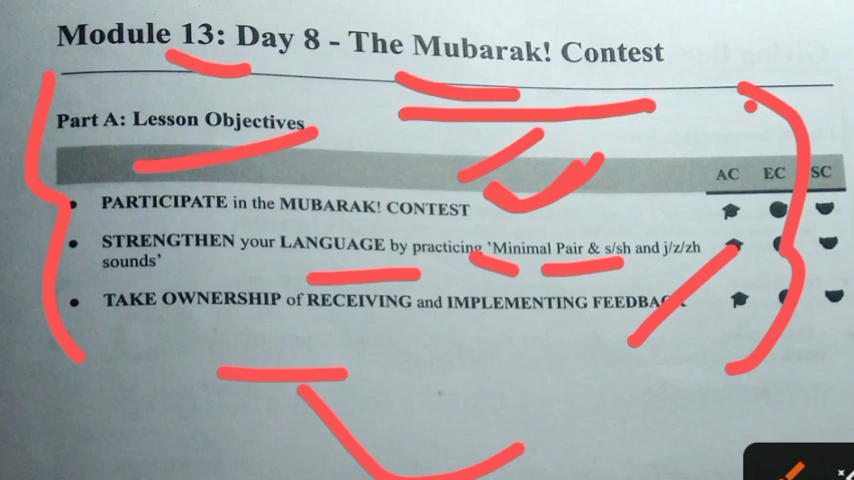 Module 13: Day 8 - The Mubarak! Contest
Part A: Lesson Objectives
AC EC SC
• PARTICIPATE in the MUBARAK! CONTEST
• STRENGTHEN your LANGUAGE by practicing 'Minimal Pair & s/sh and j/z/zh
sounds'
• TAKE OWNERSHIP of RECEIVING and IMPLEMENTING